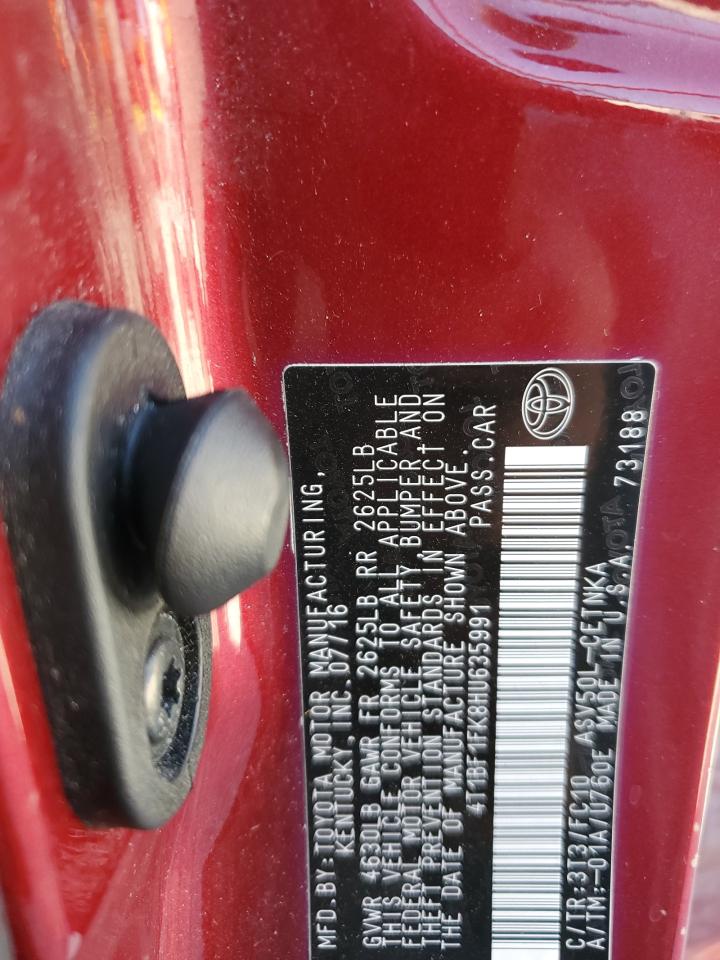 MFD.BY:TOYOTA MOTOR MANUFACTURING,
KENTUCKY, INC. 07/16
GVWR 4630LB GAWR FR 2625LB RR 2625LB
THIS VEHICLE CONFORMS TO ALL APPLICABLE
FEDERAL MOTOR VEHICLE SAFETY, BUMPER, AND
THEFT PREVENTION STANDARDS IN EFFECT ON
THE DATE OF MANUFACTURE SHOWN ABOVE.
4T1BF1FK8HU635991 PASS.CAR
C/TR:3T3/FC10 ASV50L-CETNKA
A/TM:-01A/U760E MADE IN U.S.A. 73188